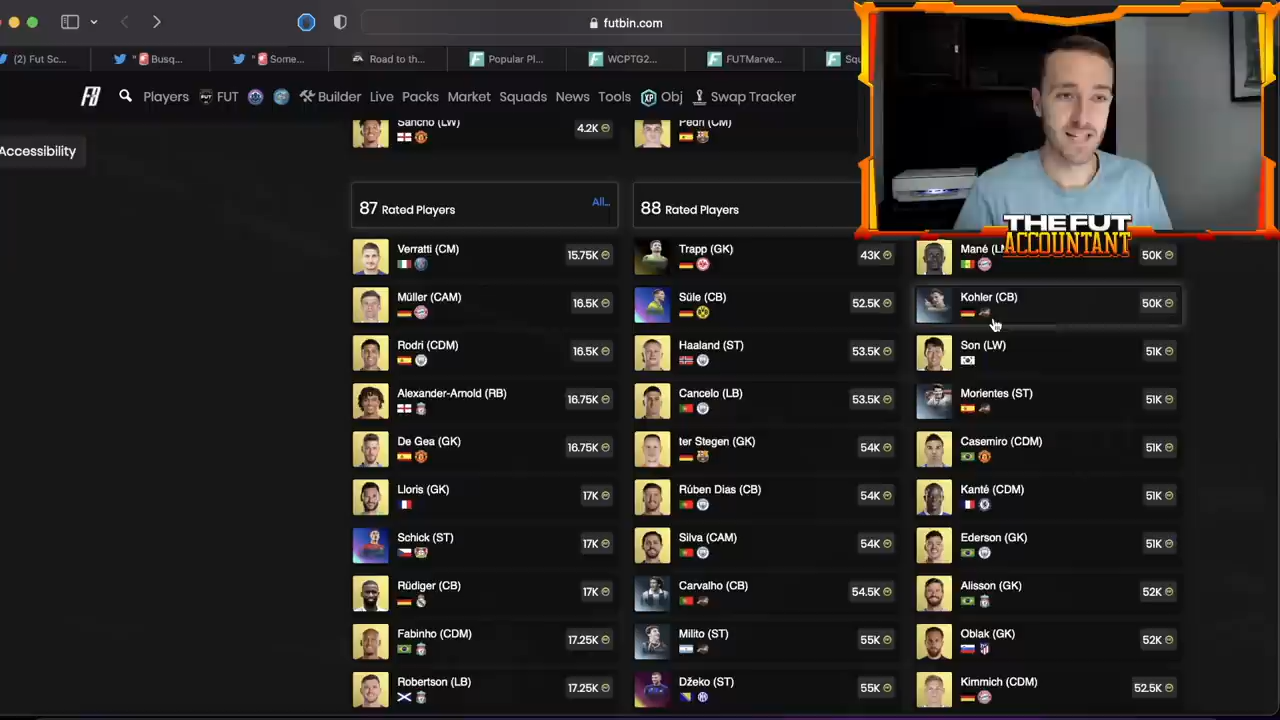 futbin.com
(2) Fut Sc...
" Busq...
" Some...
Road to th...
Popular Pl...
WCPTG2...
FUTMarve...
Squ
Players
FUT
Builder
Live
Packs
Market
Squads
News
Tools
XP Obj
Swap Tracker
Accessibility
Sancho (LW)
4.2K
Pedri (CM)
87 Rated Players
All...
Verratti (CM)
15.75K
Müller (CAM)
16.5K
Rodri (CDM)
16.5K
Alexander-Arnold (RB)
16.75K
De Gea (GK)
16.75K
Lloris (GK)
17K
Schick (ST)
17K
Rüdiger (CB)
17K
Fabinho (CDM)
17.25K
Robertson (LB)
17.25K
88 Rated Players
Trapp (GK)
43K
Süle (CB)
52.5K
Haaland (ST)
53.5K
Cancelo (LB)
53.5K
ter Stegen (GK)
54K
Rúben Dias (CB)
54K
Silva (CAM)
54K
Carvalho (CB)
54.5K
Milito (ST)
55K
Džeko (ST)
55K
THE FUT
ACCOUNTANT
Mané (LM
50K
Kohler (CB)
50K
Son (LW)
51K
Morientes (ST)
51K
Casemiro (CDM)
51K
Kanté (CDM)
51K
Ederson (GK)
51K
Alisson (GK)
52K
Oblak (GK)
52K
Kimmich (CDM)
52.5K